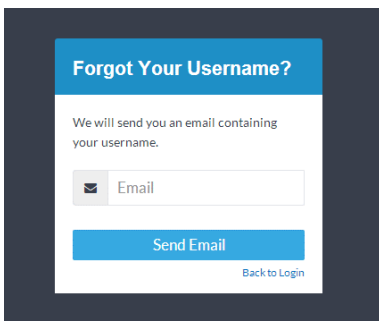 Forgot Your Username?
We will send you an email containing
your username.
Email
Send Email
Back to Login